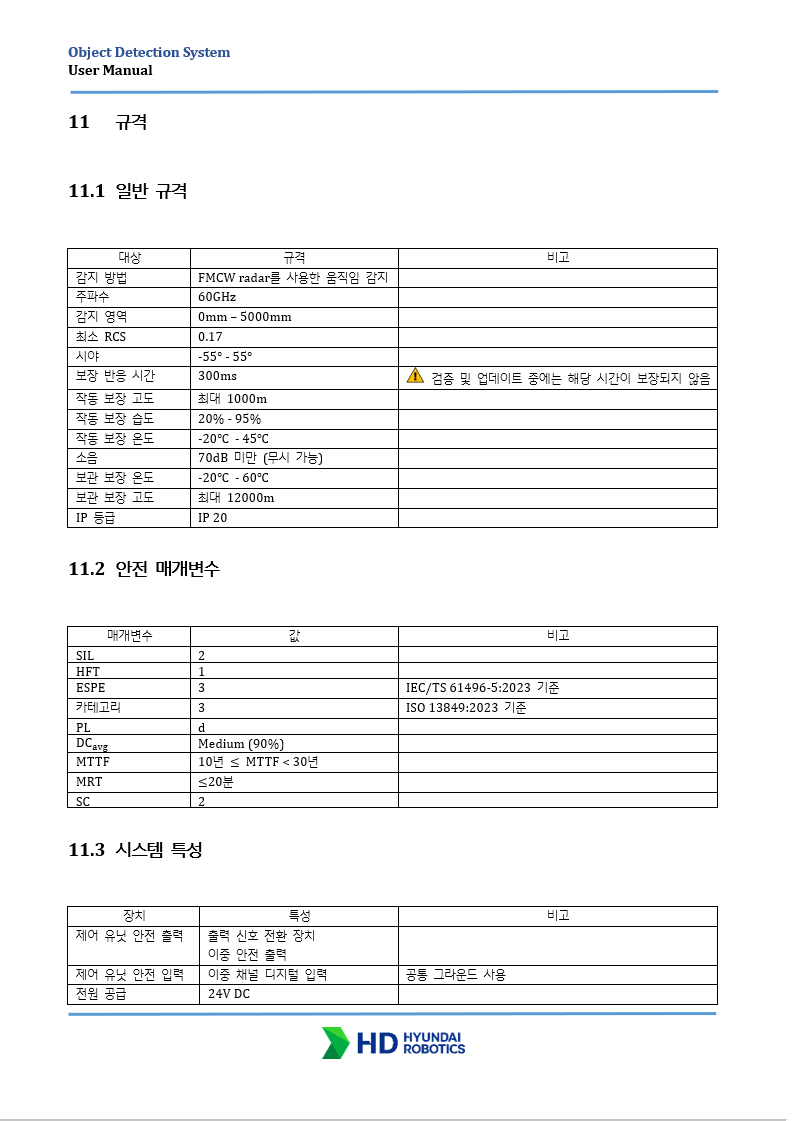 Object Detection System
User Manual
11 규격
11.1 일반 규격
대상 규격 비고
감지 방법 FMCW radar를 사용한 움직임 감지
주파수 60GHz
감지 영역 0mm – 5000mm
최소 RCS 0.17
시야 -55° - 55°
보장 반응 시간 300ms 검증 및 업데이트 중에는 해당 시간이 보장되지 않음
작동 보장 고도 최대 1000m
작동 보장 습도 20% - 95%
작동 보장 온도 -20℃ - 45℃
소음 70dB 미만 (무시 가능)
보관 보장 온도 -20℃ - 60℃
보관 보장 고도 최대 12000m
IP 등급 IP 20
11.2 안전 매개변수
매개변수 값 비고
SIL 2
HFT 1
ESPE 3 IEC/TS 61496-5:2023 기준
카테고리 3 ISO 13849:2023 기준
PL d
DCavg Medium (90%)
MTTF 10년 ≤ MTTF < 30년
MRT ≤20분
SC 2
11.3 시스템 특성
장치 특성 비고
제어 유닛 안전 출력 출력 신호 전환 장치
이중 안전 출력
제어 유닛 안전 입력 이중 채널 디지털 입력 공통 그라운드 사용
전원 공급 24V DC
HD HYUNDAI
ROBOTICS